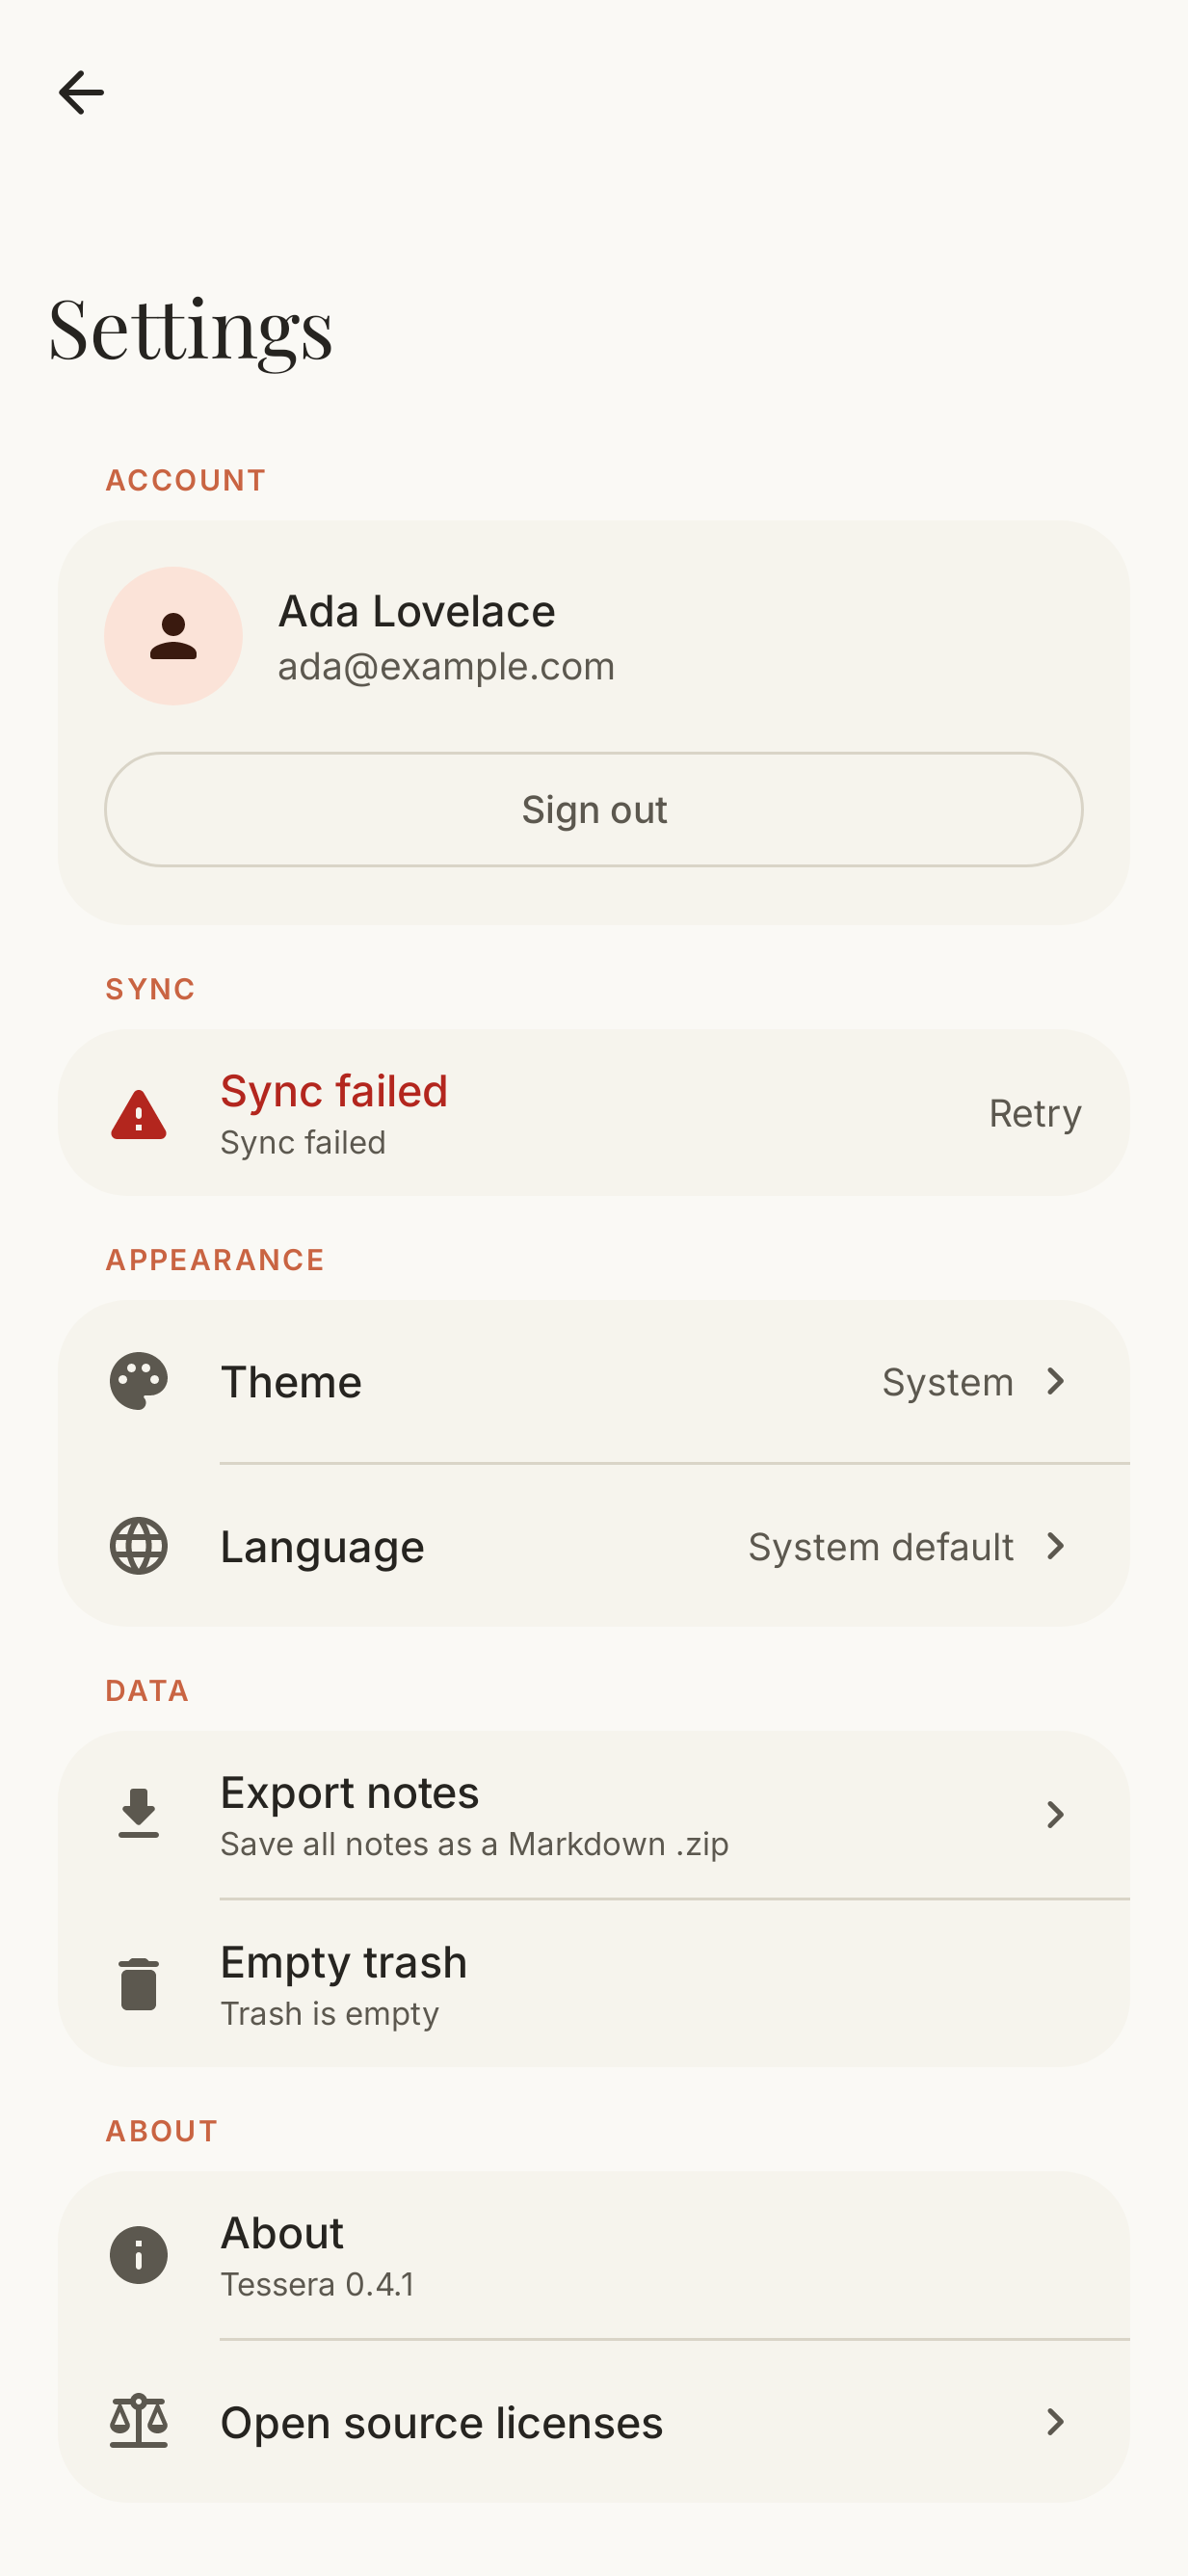 Settings
ACCOUNT
Ada Lovelace
ada@example.com
Sign out
SYNC
Sync failed
Sync failed
Retry
APPEARANCE
Theme
System
Language
System default
DATA
Export notes
Save all notes as a Markdown .zip
Empty trash
Trash is empty
ABOUT
About
Tessera 0.4.1
Open source licenses